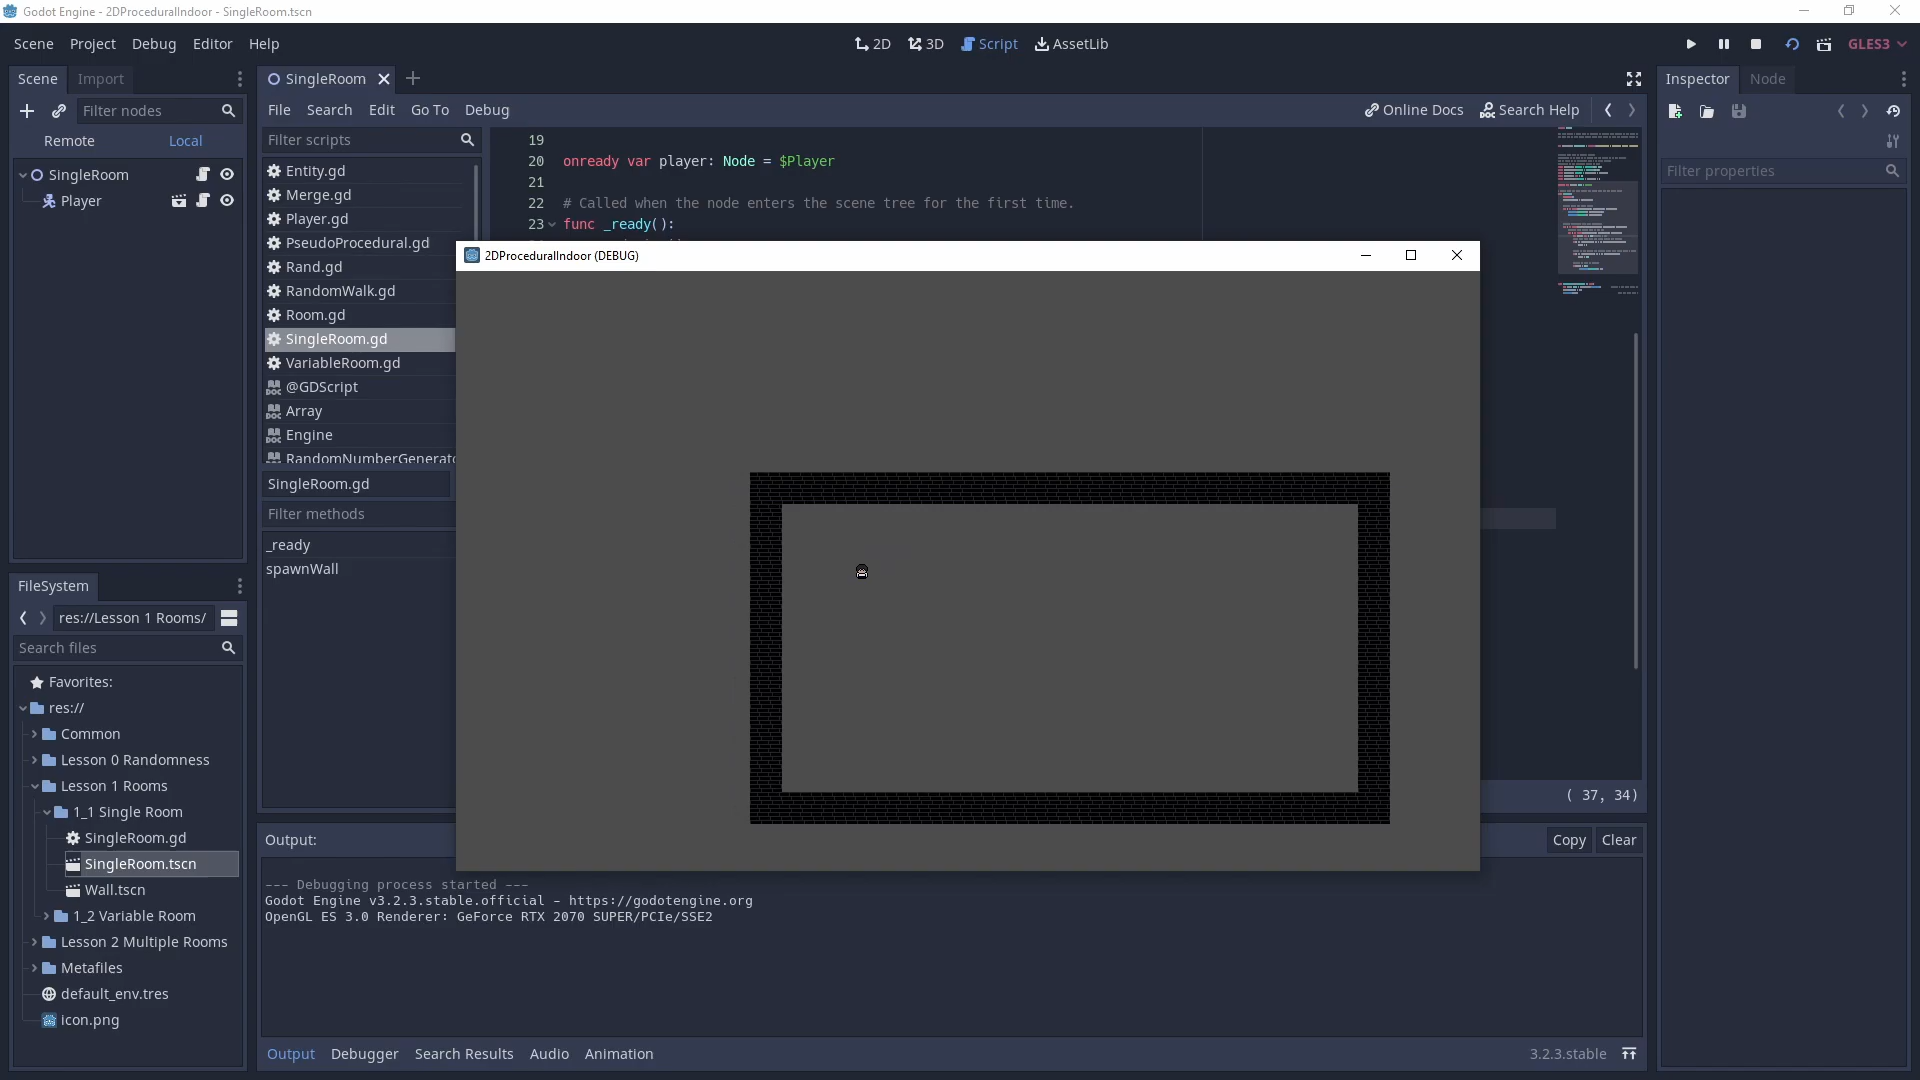 Godot Engine - 2DProceduralIndoor - SingleRoom.tscn
Scene Project Debug Editor Help
2D 3D Script AssetLib
GLES3
Scene Import
SingleRoom
Inspector Node
Filter nodes
File Search Edit Go To Debug
Online Docs Search Help
Remote Local
Filter scripts
Filter properties
SingleRoom
Player
Entity.gd
Merge.gd
Player.gd
PseudoProcedural.gd
Rand.gd
RandomWalk.gd
Room.gd
SingleRoom.gd
VariableRoom.gd
@GDScript
Array
Engine
RandomNumberGenerato
SingleRoom.gd
Filter methods
_ready
spawnWall
19
20 onready var player: Node = $Player
21
22 # Called when the node enters the scene tree for the first time.
23 func _ready():
2DProceduralIndoor (DEBUG)
( 37, 34)
FileSystem
res://Lesson 1 Rooms/
Search files
Favorites:
res://
Common
Lesson 0 Randomness
Lesson 1 Rooms
1_1 Single Room
SingleRoom.gd
SingleRoom.tscn
Wall.tscn
1_2 Variable Room
Lesson 2 Multiple Rooms
Metafiles
default_env.tres
icon.png
Output:
Copy Clear
--- Debugging process started ---
Godot Engine v3.2.3.stable.official - https://godotengine.org
OpenGL ES 3.0 Renderer: GeForce RTX 2070 SUPER/PCIe/SSE2
Output Debugger Search Results Audio Animation
3.2.3.stable